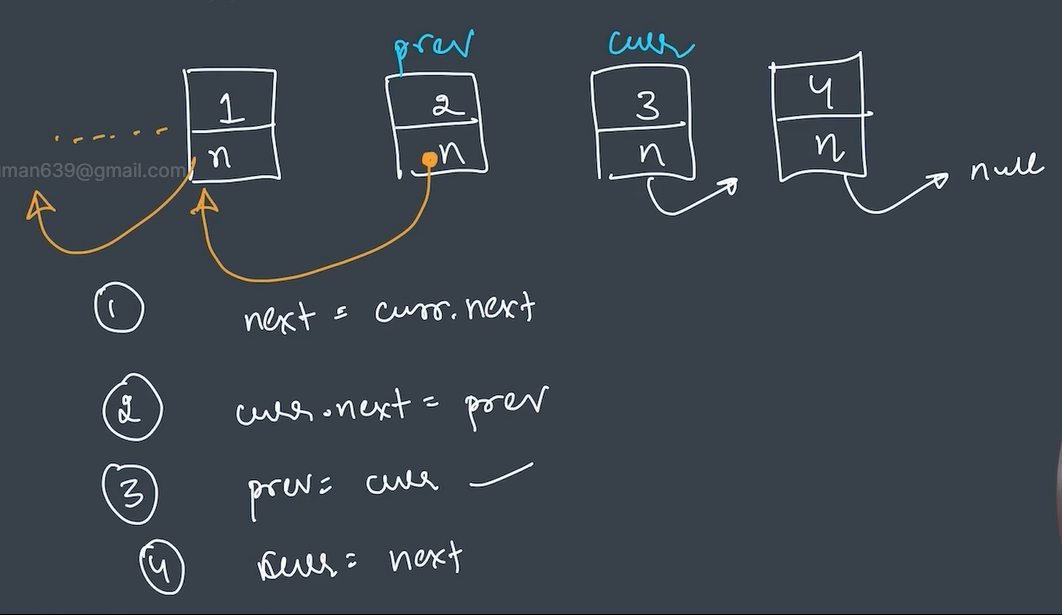 prev curr
1 2 3 4
n n n n
man639@gmail.com
null
1 next = curr.next
2 curr.next = prev
3 prev = curr
4 curr = next